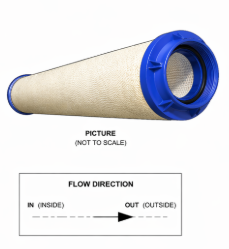 PICTURE
(NOT TO SCALE)
FLOW DIRECTION
IN (INSIDE) OUT (OUTSIDE)